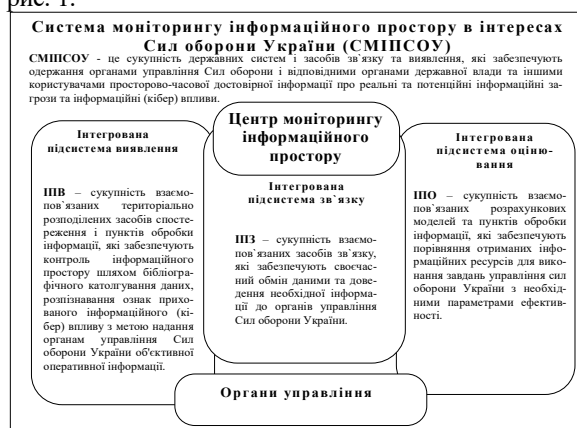 рис. 1.
Система моніторингу інформаційного простору в інтересах
Сил оборони України (СМІПСОУ)
СМІПСОУ - це сукупність державних систем і засобів зв`язку та виявлення, які забезпечують
одержання органами управління Сил оборони і відповідними органами державної влади та іншими
користувачами просторово-часової достовірної інформації про реальні та потенційні інформаційні за-
грози та інформаційні (кібер) впливи.
Центр моніторингу
інформаційного
простору
Інтегрована
підсистема виявлення
ІПВ – сукупність взаємо-
пов`язаних територіально
розподілених засобів спосте-
реження і пунктів обробки
інформації, які забезпечують
контроль інформаційного
простору шляхом бібліогра-
фічного католгування даних,
розпізнавання ознак прихо-
ваного інформаційного (кі-
бер) впливу з метою надання
органам управління Сил
оборони України об'єктивної
оперативної інформації.
Інтегрована
підсистема зв`язку
ІПЗ – сукупність взаємо-
пов`язаних засобів зв`язку,
які забезпечують своєчас-
ний обмін даними та дове-
дення необхідної інформа-
ції до органів управління
Сил оборони України.
Інтегрована
підсистема оціню-
вання
ІПО – сукупність взаємо-
пов`язаних розрахункових
моделей та пунктів обробки
інформації, які забезпечують
порівняння отриманих інфо-
рмаційних ресурсів для вико-
нання завдань управління сил
оборони України з необхід-
ними параметрами ефектив-
ності.
Органи управління